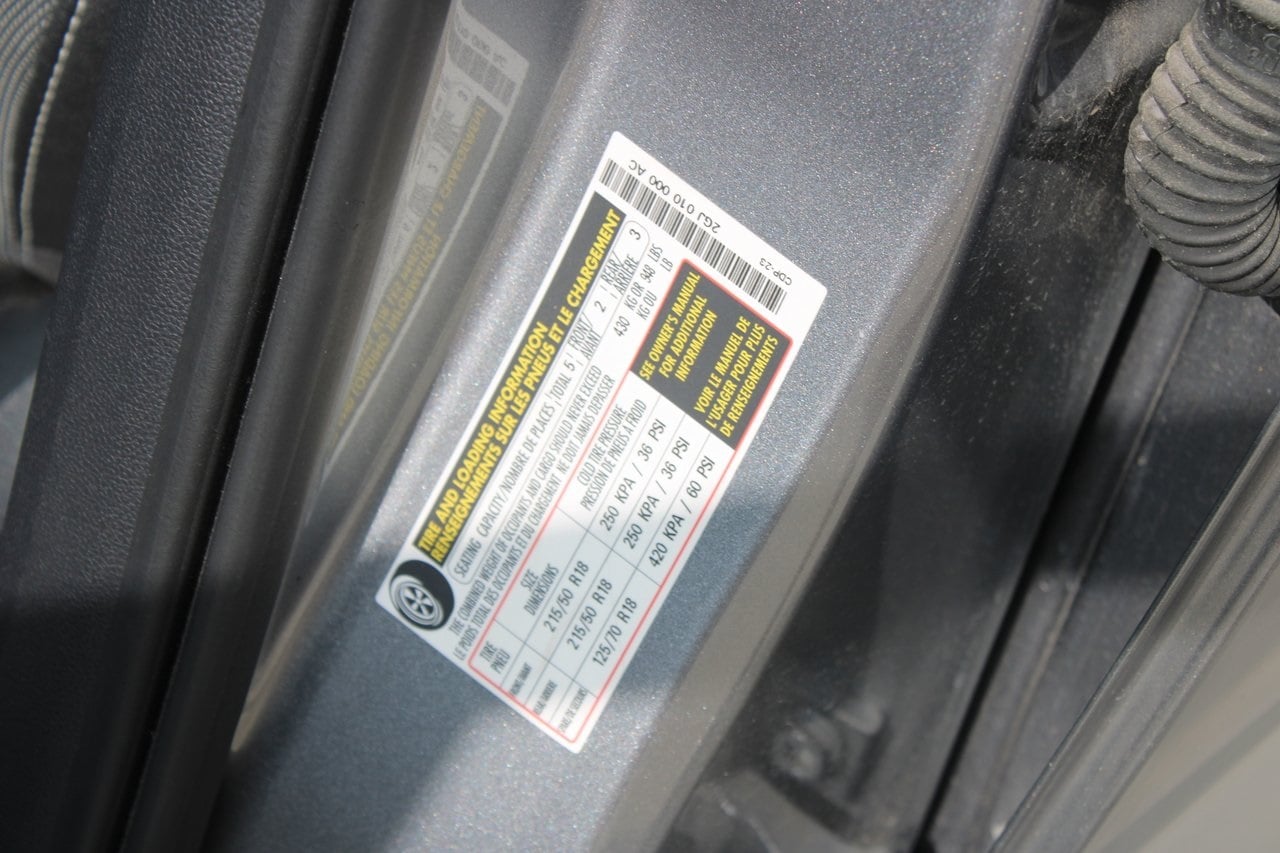 2GJ 010 000 AC
CDP-23
TIRE AND LOADING INFORMATION
RENSEIGNEMENTS SUR LES PNEUS ET LE CHARGEMENT
SEATING CAPACITY/NOMBRE DE PLACES TOTAL 5 FRONT/AVANT 2 REAR/ARRIÈRE 3
THE COMBINED WEIGHT OF OCCUPANTS AND CARGO SHOULD NEVER EXCEED 430 KG OR 948 LBS
LE POIDS TOTAL DES OCCUPANTS ET DU CHARGEMENT NE DOIT JAMAIS DEPASSER KG OU LB
TIRE SIZE COLD TIRE PRESSURE
PNEU DIMENSIONS PRESSION DE PNEUS A FROID
215/50 R18 250 KPA / 36 PSI
215/50 R18 250 KPA / 36 PSI
125/70 R18 420 KPA / 60 PSI
SEE OWNER'S MANUAL
FOR ADDITIONAL
INFORMATION
VOIR LE MANUEL DE
L'USAGER POUR PLUS
DE RENSEIGNEMENTS